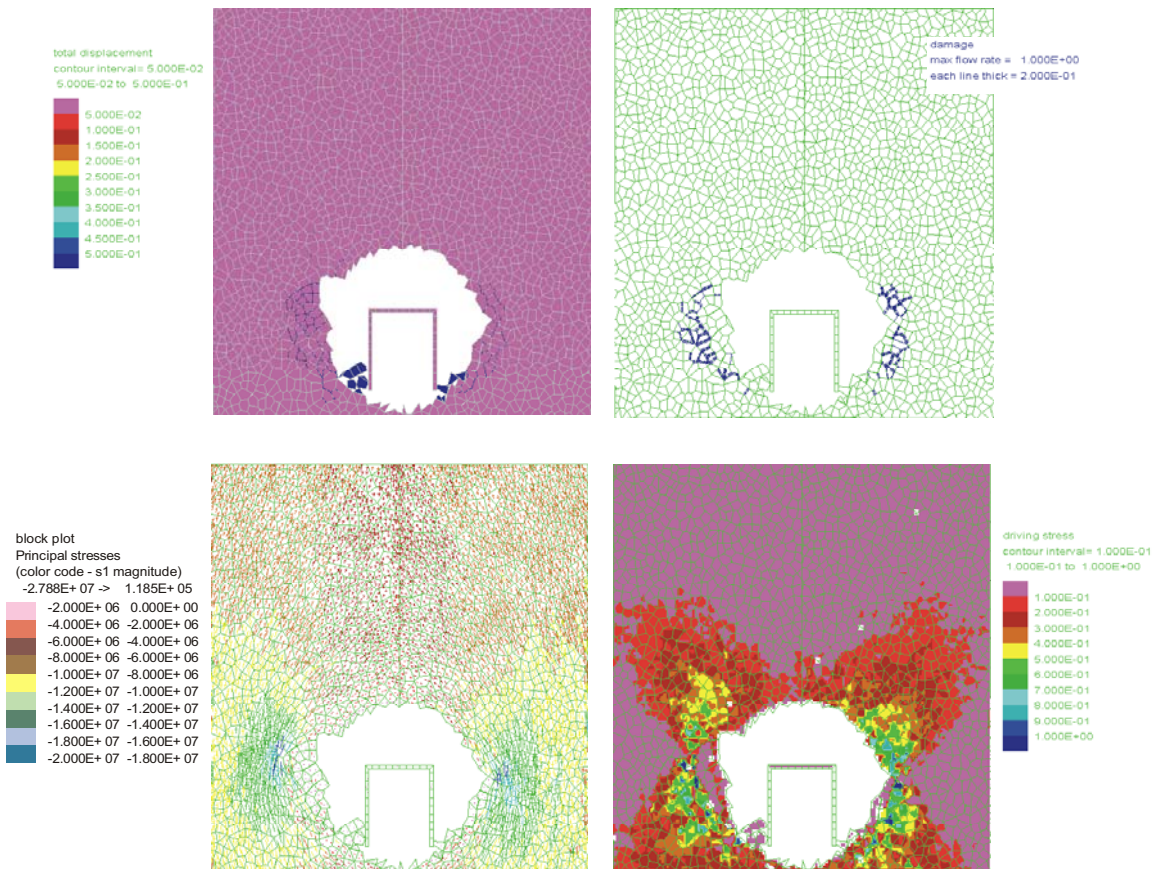 total displacement
contour interval= 5.000E-02
5.000E-02 to 5.000E-01
5.000E-02
1.000E-01
1.500E-01
2.000E-01
2.500E-01
3.000E-01
3.500E-01
4.000E-01
4.500E-01
5.000E-01
damage
max flow rate = 1.000E+00
each line thick = 2.000E-01
block plot
Principal stresses
(color code - s1 magnitude)
-2.788E+ 07 -> 1.185E+ 05
-2.000E+ 06 0.000E+ 00
-4.000E+ 06 -2.000E+ 06
-6.000E+ 06 -4.000E+ 06
-8.000E+ 06 -6.000E+ 06
-1.000E+ 07 -8.000E+ 06
-1.200E+ 07 -1.000E+ 07
-1.400E+ 07 -1.200E+ 07
-1.600E+ 07 -1.400E+ 07
-1.800E+ 07 -1.600E+ 07
-2.000E+ 07 -1.800E+ 07
driving stress
contour interval= 1.000E-01
1.000E-01 to 1.000E+00
1.000E-01
2.000E-01
3.000E-01
4.000E-01
5.000E-01
6.000E-01
7.000E-01
8.000E-01
9.000E-01
1.000E+00